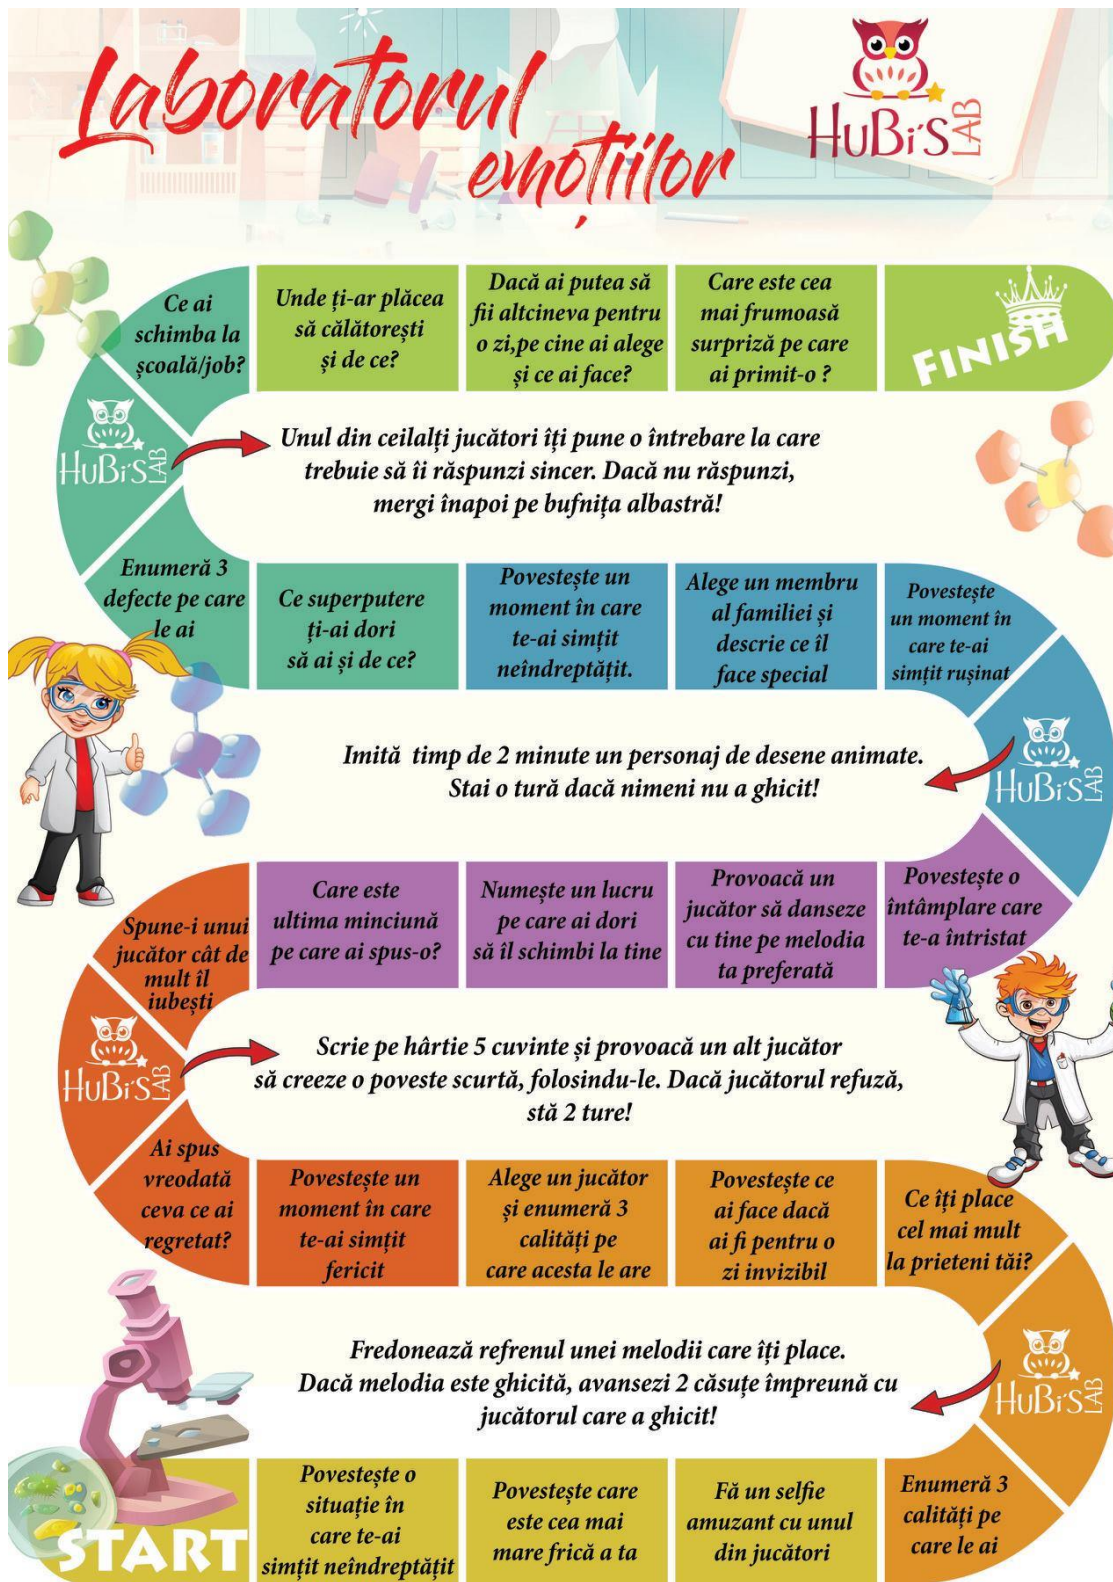 Laboratorul
emoțiilor
HuBi's LAB
Ce ai
schimba la
școală/job?
Unde ți-ar plăcea
să călătorești
și de ce?
Dacă ai putea să
fii altcineva pentru
o zi,pe cine ai alege
și ce ai face?
Care este cea
mai frumoasă
surpriză pe care
ai primit-o ?
FINISH
HuBi's LAB
Unul din ceilalți jucători îți pune o întrebare la care
trebuie să îi răspunzi sincer. Dacă nu răspunzi,
mergi înapoi pe bufnița albastră!
Enumeră 3
defecte pe care
le ai
Ce superputere
ți-ai dori
să ai și de ce?
Povestește un
moment în care
te-ai simțit
neîndreptățit.
Alege un membru
al familiei și
descrie ce îl
face special
Povestește
un moment în
care te-ai
simțit rușinat
Imită timp de 2 minute un personaj de desene animate.
Stai o tură dacă nimeni nu a ghicit!
HuBi's LAB
Spune-i unui
jucător cât de
mult îl
iubești
Care este
ultima minciună
pe care ai spus-o?
Numește un lucru
pe care ai dori
să îl schimbi la tine
Provoacă un
jucător să danseze
cu tine pe melodia
ta preferată
Povestește o
întâmplare care
te-a întristat
HuBi's LAB
Scrie pe hârtie 5 cuvinte și provoacă un alt jucător
să creeze o poveste scurtă, folosindu-le. Dacă jucătorul refuză,
stă 2 ture!
Ai spus
vreodată
ceva ce ai
regretat?
Povestește un
moment în care
te-ai simțit
fericit
Alege un jucător
și enumeră 3
calități pe
care acesta le are
Povestește ce
ai face dacă
ai fi pentru o
zi invizibil
Ce îți place
cel mai mult
la prieteni tăi?
Fredonează refrenul unei melodii care îți place.
Dacă melodia este ghicită, avansezi 2 căsuțe împreună cu
jucătorul care a ghicit!
HuBi's LAB
START
Povestește o
situație în
care te-ai
simțit neîndreptățit
Povestește care
este cea mai
mare frică a ta
Fă un selfie
amuzant cu unul
din jucători
Enumeră 3
calități pe
care le ai